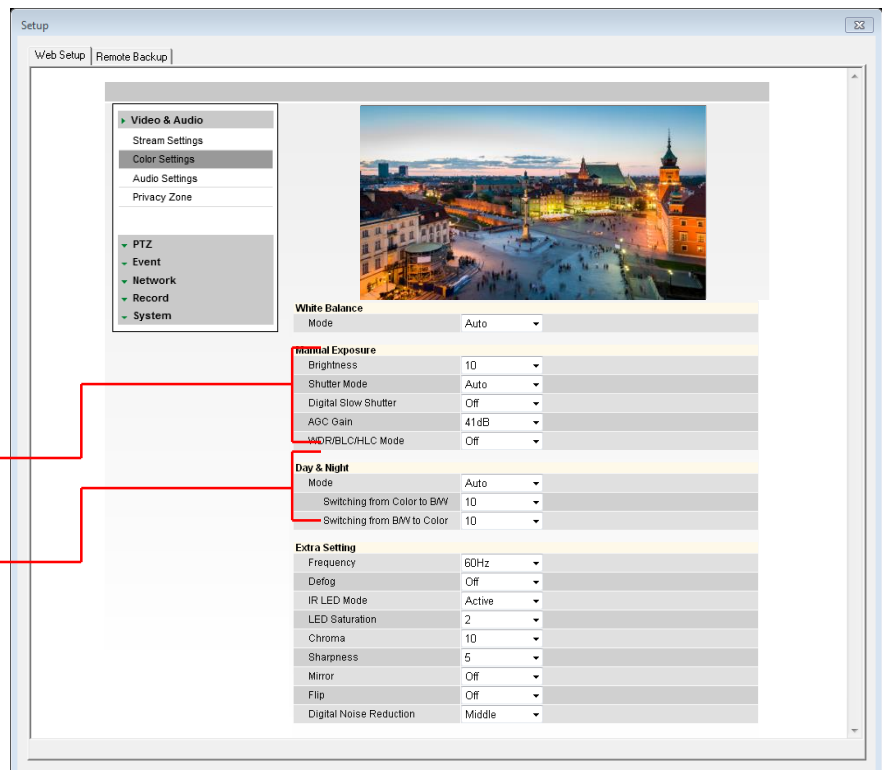 Setup
Web Setup
Remote Backup
Video & Audio
Stream Settings
Color Settings
Audio Settings
Privacy Zone
PTZ
Event
Network
Record
System
White Balance
Mode Auto
Manual Exposure
Brightness 10
Shutter Mode Auto
Digital Slow Shutter Off
AGC Gain 41dB
WDR/BLC/HLC Mode Off
Day & Night
Mode Auto
Switching from Color to B/W 10
Switching from B/W to Color 10
Extra Setting
Frequency 60Hz
Defog Off
IR LED Mode Active
LED Saturation 2
Chroma 10
Sharpness 5
Mirror Off
Flip Off
Digital Noise Reduction Middle